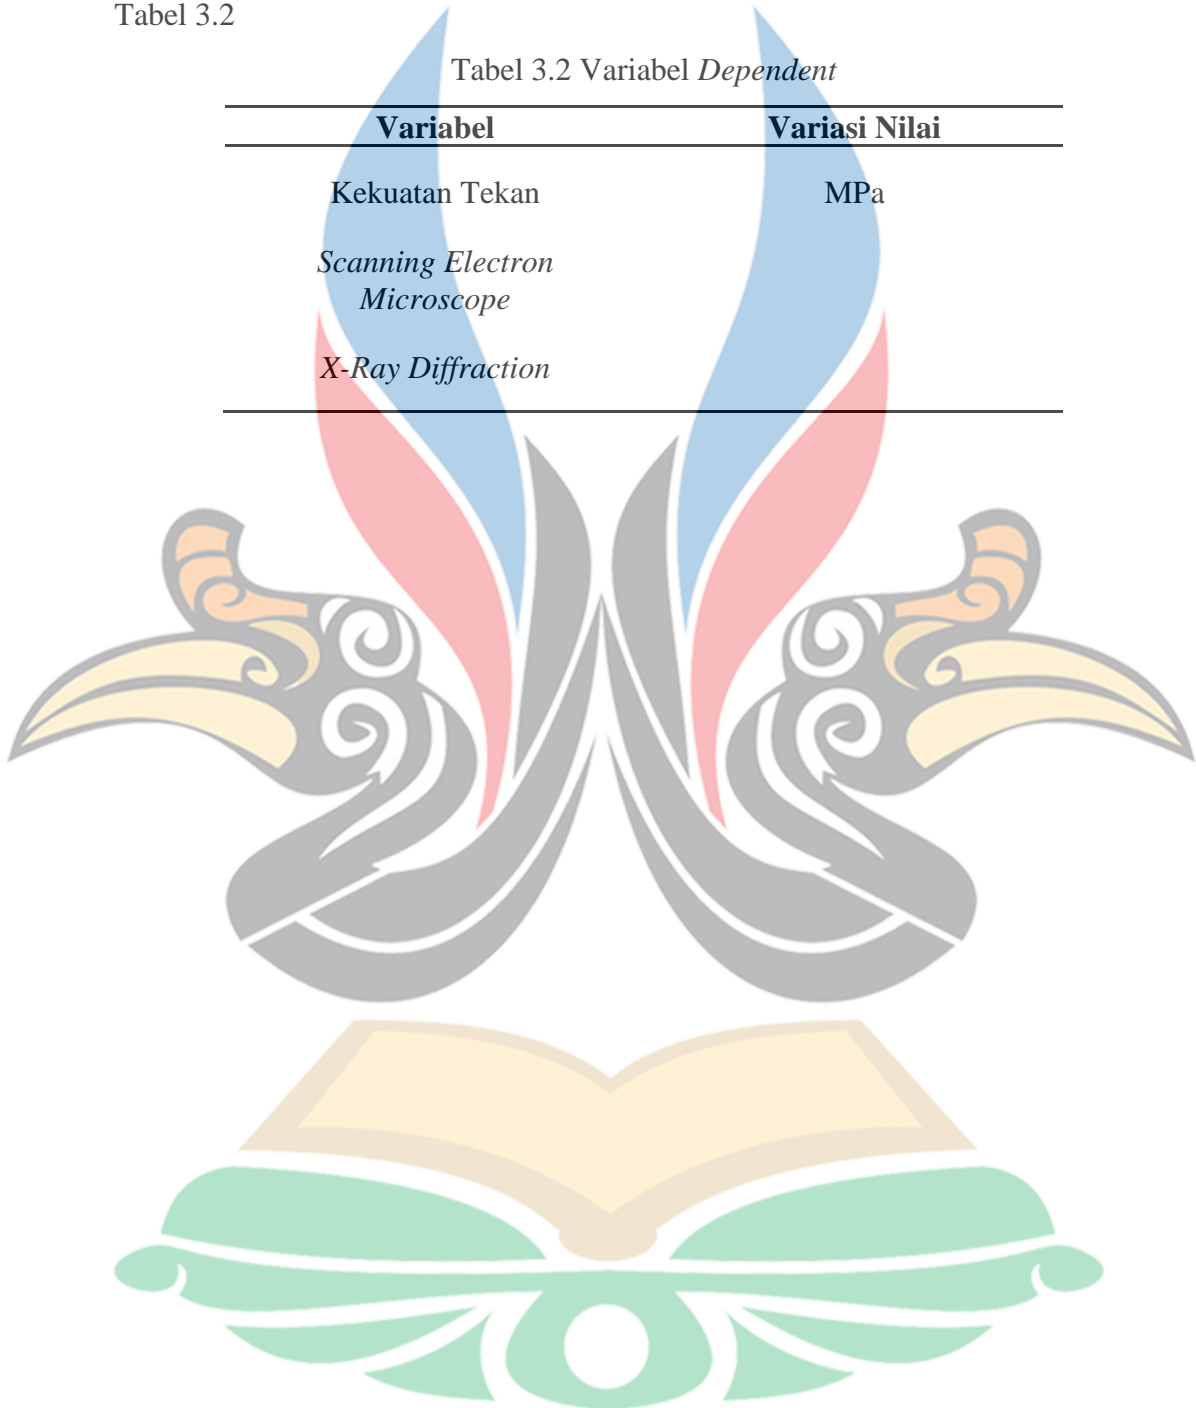 Tabel 3.2
Tabel 3.2 Variabel Dependent
Variabel Variasi Nilai
Kekuatan Tekan MPa
Scanning Electron
Microscope
X-Ray Diffraction